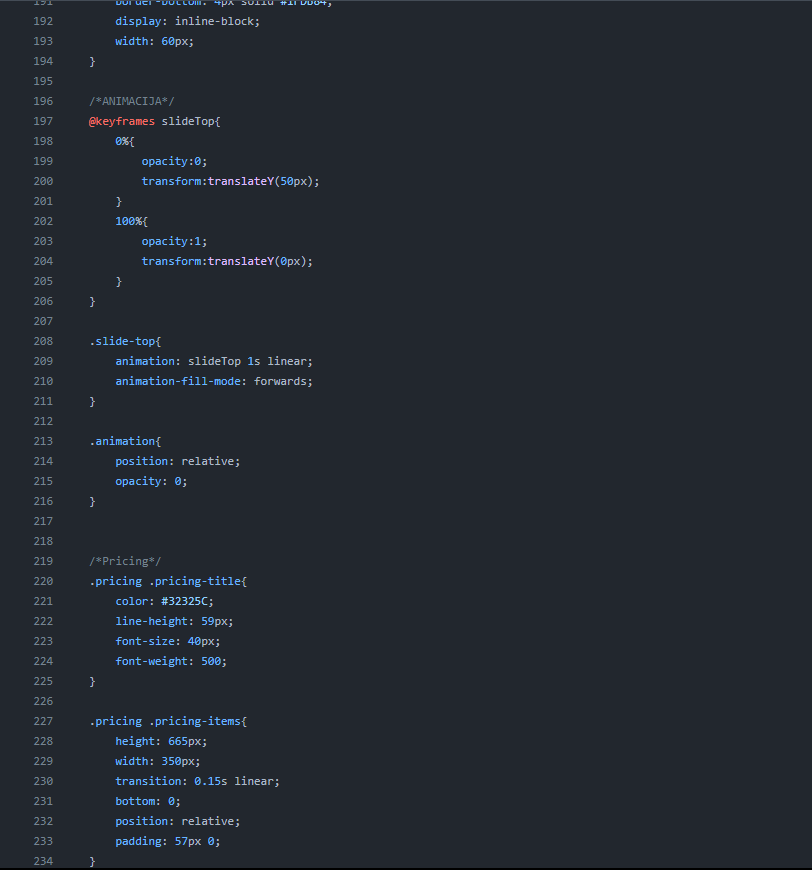 191 border-bottom: 4px solid #1FDB84;
192 display: inline-block;
193 width: 60px;
194 }
195
196 /*ANIMACIJA*/
197 @keyframes slideTop{
198 0%{
199 opacity:0;
200 transform:translateY(50px);
201 }
202 100%{
203 opacity:1;
204 transform:translateY(0px);
205 }
206 }
207
208 .slide-top{
209 animation: slideTop 1s linear;
210 animation-fill-mode: forwards;
211 }
212
213 .animation{
214 position: relative;
215 opacity: 0;
216 }
217
218
219 /*Pricing*/
220 .pricing .pricing-title{
221 color: #32325C;
222 line-height: 59px;
223 font-size: 40px;
224 font-weight: 500;
225 }
226
227 .pricing .pricing-items{
228 height: 665px;
229 width: 350px;
230 transition: 0.15s linear;
231 bottom: 0;
232 position: relative;
233 padding: 57px 0;
234 }